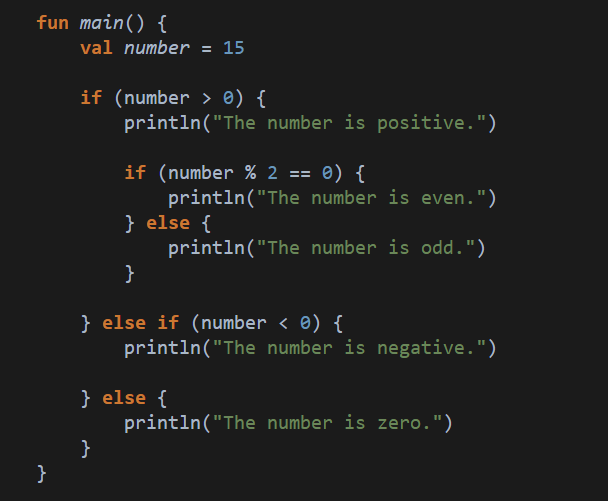 fun main() {
    val number = 15
    if (number > 0) {
        println("The number is positive.")
        if (number % 2 == 0) {
            println("The number is even.")
        } else {
            println("The number is odd.")
        }
    } else if (number < 0) {
        println("The number is negative.")
    } else {
        println("The number is zero.")
    }
}